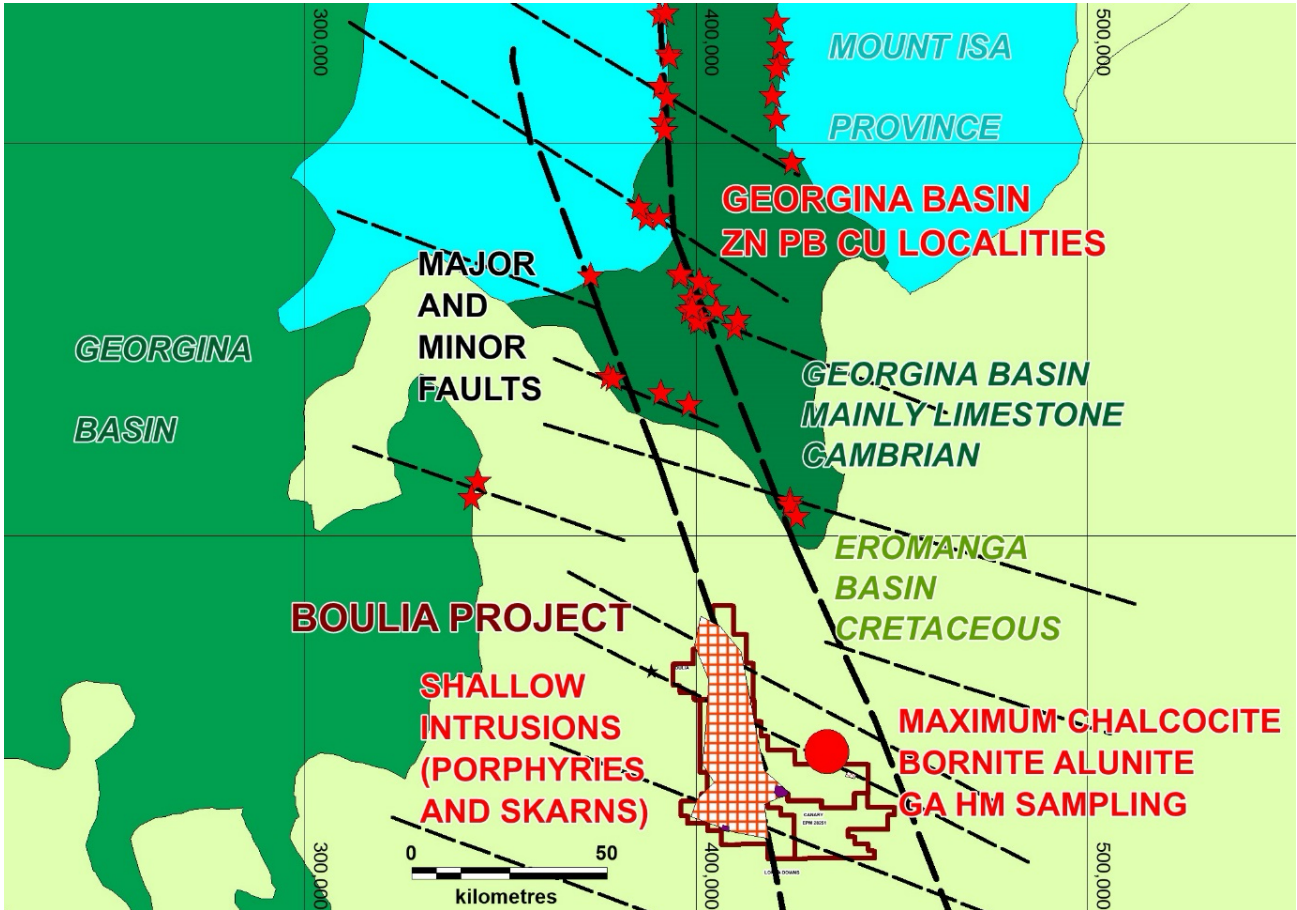 300,000
400,000
500,000
MOUNT ISA
PROVINCE
GEORGINA BASIN
ZN PB CU LOCALITIES
MAJOR
AND
MINOR
FAULTS
GEORGINA
BASIN
GEORGINA BASIN
MAINLY LIMESTONE
CAMBRIAN
EROMANGA
BASIN
CRETACEOUS
BOULIA PROJECT
SHALLOW
INTRUSIONS
(PORPHYRIES
AND SKARNS)
MAXIMUM CHALCOCITE
BORNITE ALUNITE
GA HM SAMPLING
CANARY
0 50
kilometres
300,000
400,000
500,000